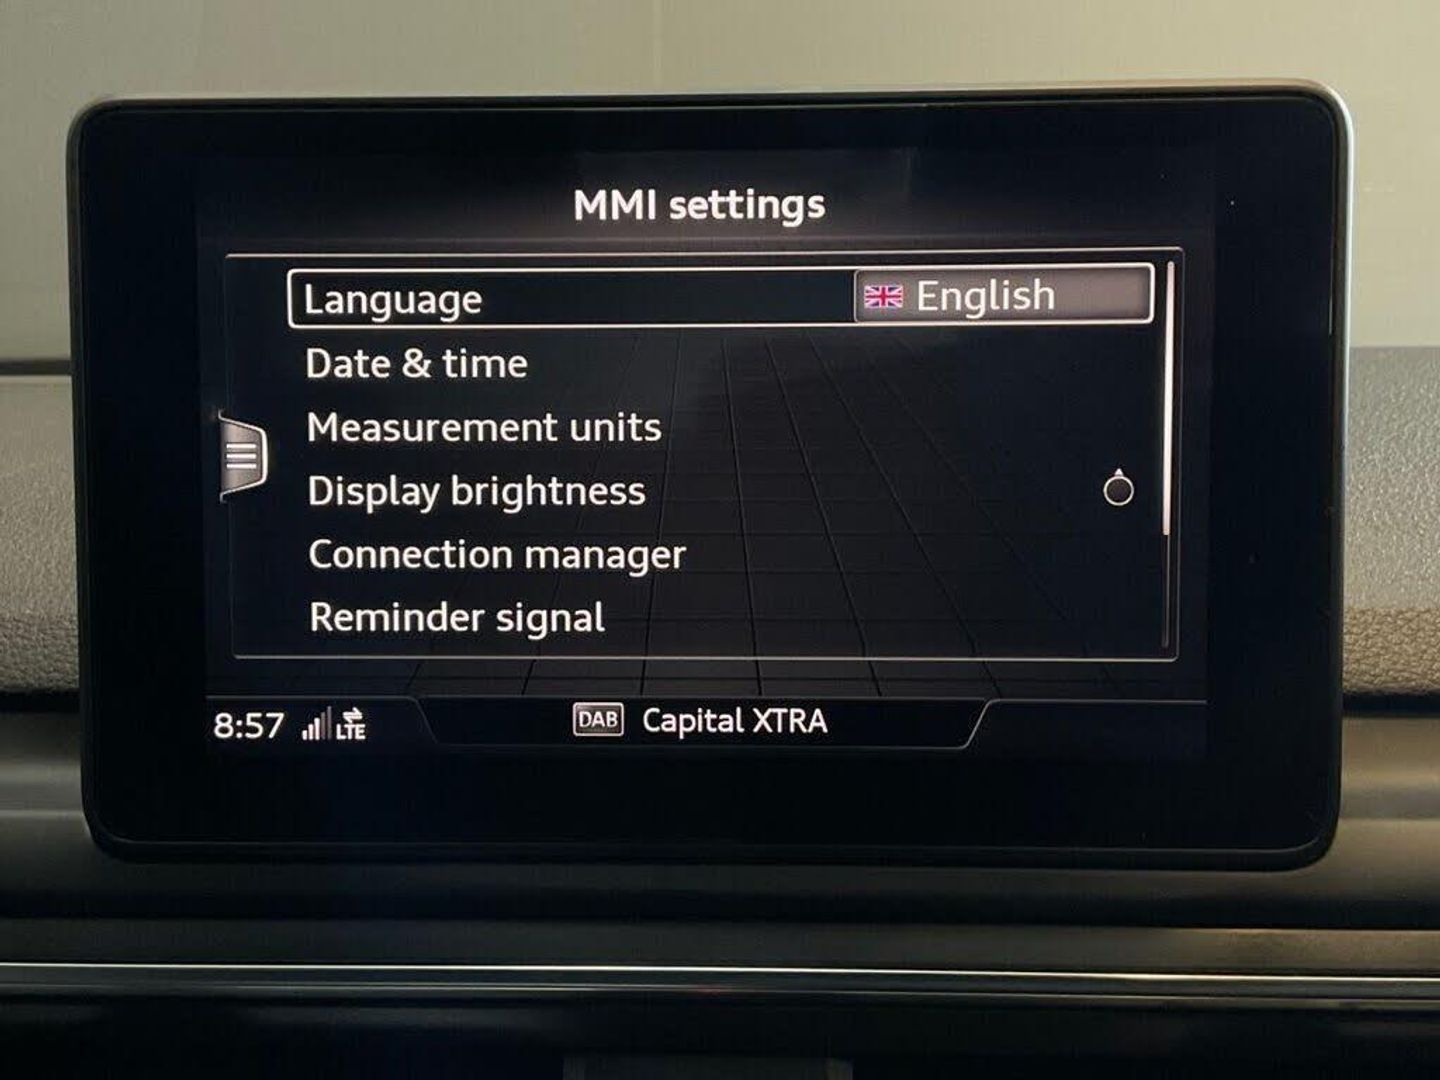 MMI settings
Language English
Date & time
Measurement units
Display brightness
Connection manager
Reminder signal
8:57 LTE DAB Capital XTRA